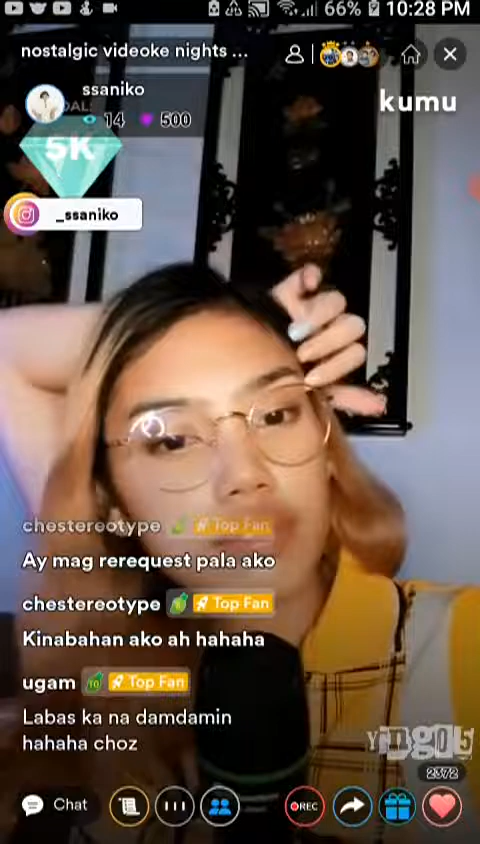 66% 10:28 PM
nostalgic videoke nights ...
ssaniko
14 500
kumu
5K
_ssaniko
chestereotype Top Fan
Ay mag rerequest pala ako
chestereotype Top Fan
Kinabahan ako ah hahaha
ugam 10 Top Fan
Labas ka na damdamin
hahaha choz
Yingo5
2372
Chat
REC